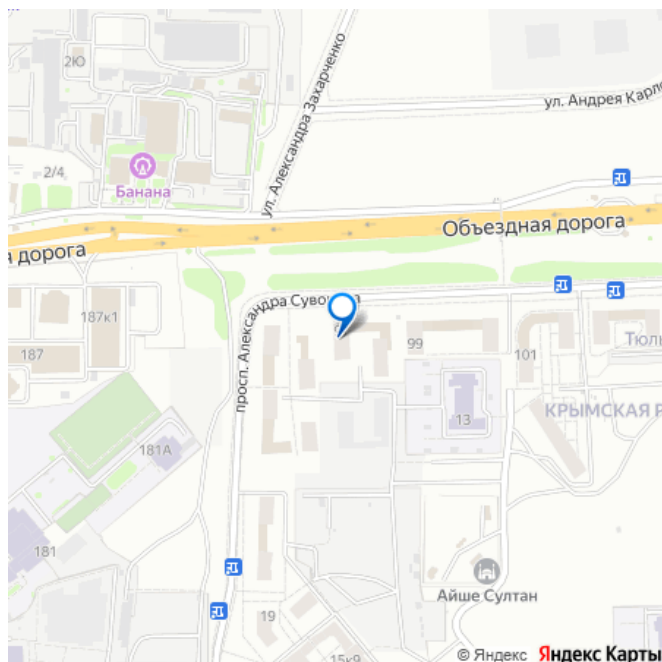 2Ю
ул. Александра Захарченко
ул. Андрея Карло
2/4
Банана
Объездная дорога
я дорога
просп. Александра Суво
187к1
187
99
101
Тюль
КРЫМСКАЯ Р
13
181А
181
Айше Султан
19
15к9
© Яндекс Яндекс Карты